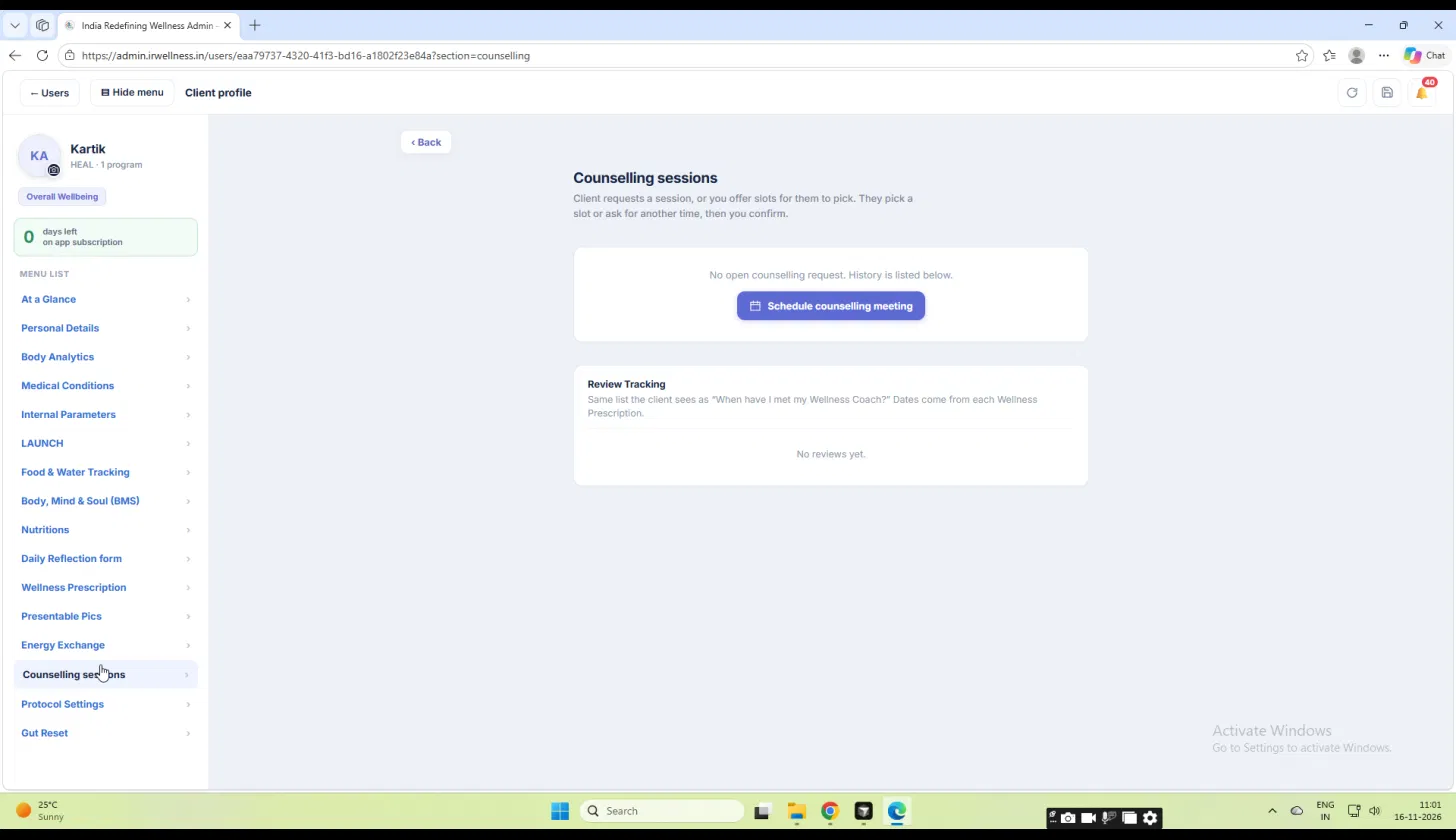 India Redefining Wellness Admin -
https://admin.irwellness.in/users/eaa79737-4320-41f3-bd16-a1802f23e84a?section=counselling
Chat
← Users
Hide menu
Client profile
40
KA
Kartik
HEAL · 1 program
Overall Wellbeing
0
days left
on app subscription
MENU LIST
At a Glance
Personal Details
Body Analytics
Medical Conditions
Internal Parameters
LAUNCH
Food & Water Tracking
Body, Mind & Soul (BMS)
Nutritions
Daily Reflection form
Wellness Prescription
Presentable Pics
Energy Exchange
Counselling sessions
Protocol Settings
Gut Reset
‹ Back
Counselling sessions
Client requests a session, or you offer slots for them to pick. They pick a
slot or ask for another time, then you confirm.
No open counselling request. History is listed below.
Schedule counselling meeting
Review Tracking
Same list the client sees as “When have I met my Wellness Coach?” Dates come from each Wellness
Prescription.
No reviews yet.
Activate Windows
Go to Settings to activate Windows.
25°C
Sunny
Search
ENG
IN
11:01
16-11-2026